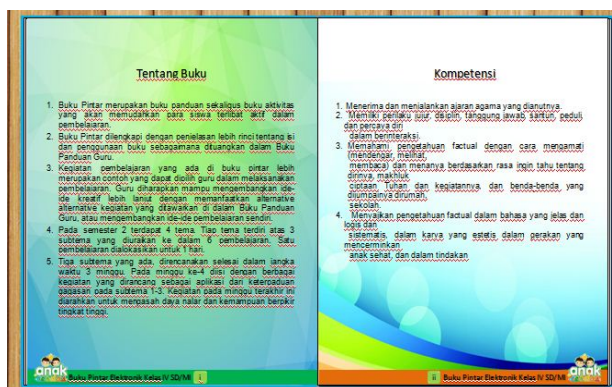 Tentang Buku
1. Buku Pintar merupakan buku panduan sekaligus buku aktivitas
yang akan memudahkan para siswa terlibat aktif dalam
pembelajaran.
2. Buku Pintar dilengkapi dengan penjelasan lebih rinci tentang isi
dan penggunaan buku sebagamana dituangkan dalam Buku
Panduan Guru.
3. Kegiatan pembelajaran yang ada di buku pintar lebih
merupakan contoh yang dapat dipilih guru dalam melaksanakan
pembelajaran. Guru diharapkan mampu mengembangkan ide-
ide kreatif lebih lanjut dengan memanfaatkan alternative
alternative kegiatan yang ditawarkan di dalam Buku Panduan
Guru, atau mengembangkan ide-ide pembelajaran sendiri.
4. Pada semester 2 terdapat 4 tema. Tiap tema terdiri atas 3
subtema yang diuraikan ke dalam 6 pembelajaran. Satu
pembelajaran dialokasikan untuk 1 hari.
5. Tiga subtema yang ada, direncanakan selesai dalam jangka
waktu 3 minggu. Pada minggu ke-4 diisi dengan berbagai
kegiatan yang dirancang sebagai aplikasi dan keterpaduan
gagasan pada subtema 1-3. Kegiatan pada minggu terakhir ini
diarahkan untuk mengasah daya nalar dan kemampuan berpikir
tingkat tinggi.
anak
Buku Pintar Elektronik Kelas IV SD/MI
Kompetensi
1. Menerima dan menjalankan ajaran agama yang dianutnya.
2. Memiliki perilaku jujur, disiplin, tanggung jawab, santun, peduli,
dan percaya diri
dalam berinteraksi.
3. Memahami pengetahuan factual dengan cara mengamati
(mendengar, melihat,
membaca) dan menanya berdasarkan rasa ingin tahu tentang
dirinya, makhluk
ciptaan Tuhan dan kegiatannya, dan benda-benda yang
dijumpainya dirumah,
sekolah.
4. Menyajikan pengetahuan factual dalam bahasa yang jelas dan
logis dan
sistematis, dalam karya yang estetis dalam gerakan yang
mencerminkan
anak sehat, dan dalam tindakan
Buku Pintar Elektronik Kelas IV SD/MI
anak